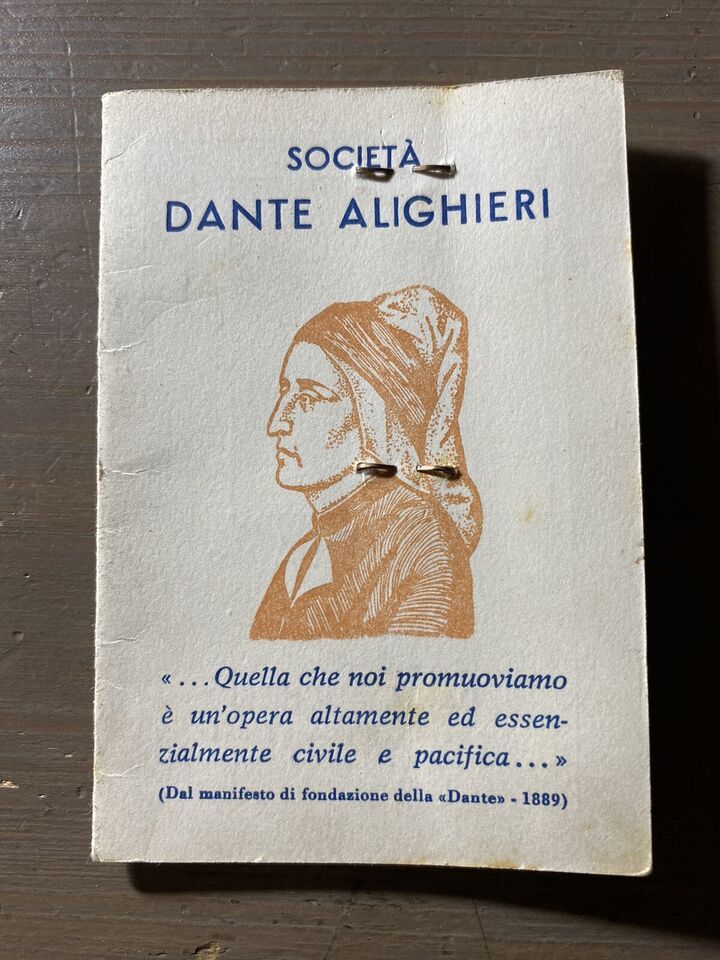 SOCIETÀ
DANTE ALIGHIERI
«...Quella che noi promuoviamo
è un'opera altamente ed essen-
zialmente civile e pacifica...»
(Dal manifesto di fondazione della «Dante» - 1889)